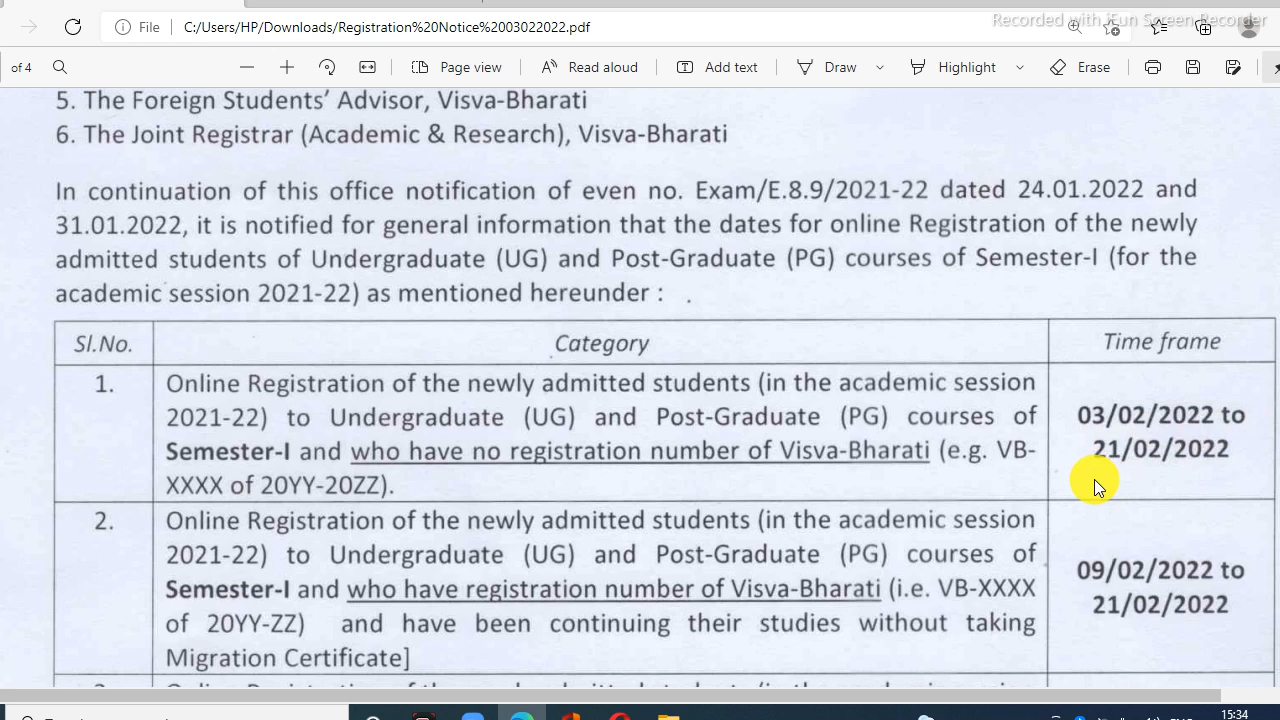 Recorded with iFun Screen Recorder
File C:/Users/HP/Downloads/Registration%20Notice%2003022022.pdf
of 4 Page view Read aloud Add text Draw Highlight Erase
5. The Foreign Students’ Advisor, Visva-Bharati
6. The Joint Registrar (Academic & Research), Visva-Bharati
In continuation of this office notification of even no. Exam/E.8.9/2021-22 dated 24.01.2022 and
31.01.2022, it is notified for general information that the dates for online Registration of the newly
admitted students of Undergraduate (UG) and Post-Graduate (PG) courses of Semester-I (for the
academic session 2021-22) as mentioned hereunder :
Sl.No. Category Time frame
1. Online Registration of the newly admitted students (in the academic session
2021-22) to Undergraduate (UG) and Post-Graduate (PG) courses of
Semester-I and who have no registration number of Visva-Bharati (e.g. VB-
XXXX of 20YY-20ZZ).
03/02/2022 to
21/02/2022
2. Online Registration of the newly admitted students (in the academic session
2021-22) to Undergraduate (UG) and Post-Graduate (PG) courses of
Semester-I and who have registration number of Visva-Bharati (i.e. VB-XXXX
of 20YY-ZZ) and have been continuing their studies without taking
Migration Certificate]
09/02/2022 to
21/02/2022
15:34